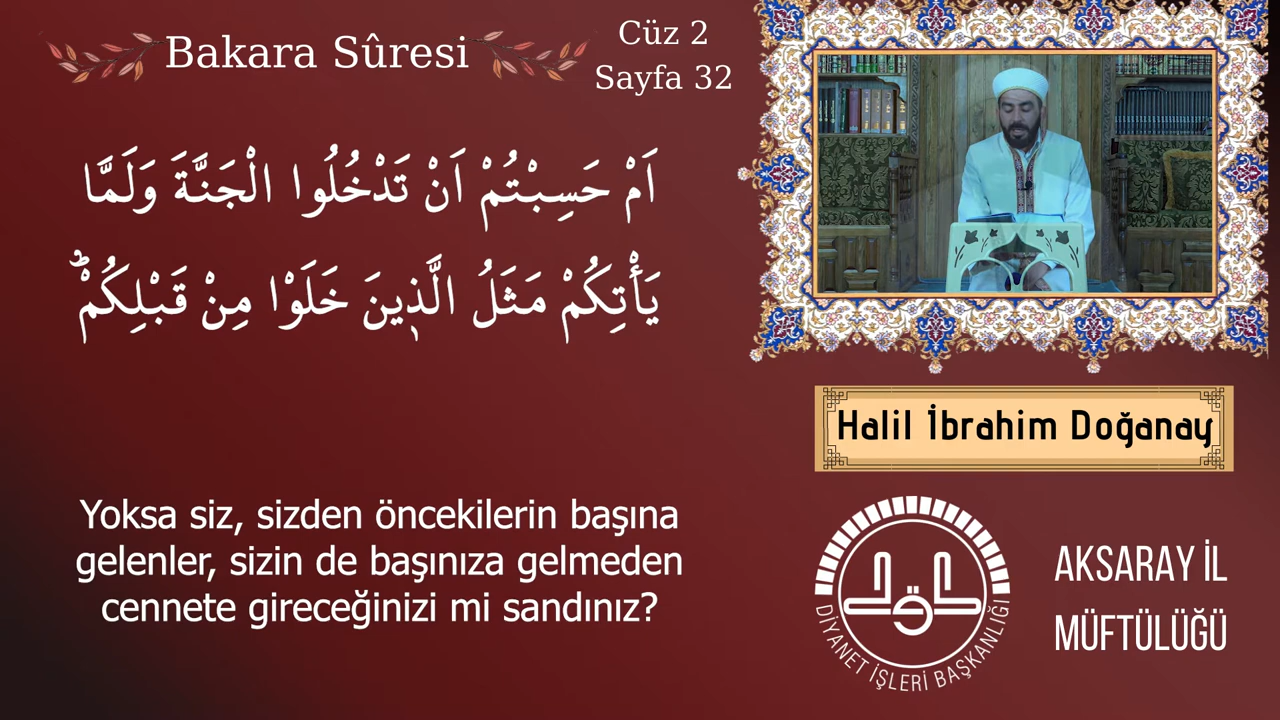 Bakara Sûresi
Cüz 2
Sayfa 32
اَمْ حَسِبْتُمْ اَنْ تَدْخُلُوا الْجَنَّةَ وَلَمَّا
يَأْتِكُمْ مَثَلُ الَّذ۪ينَ خَلَوْا مِنْ قَبْلِكُمْۜ
Halil İbrahim Doğanay
Yoksa siz, sizden öncekilerin başına
gelenler, sizin de başınıza gelmeden
cennete gireceğinizi mi sandınız?
DİYANET İŞLERİ BAŞKANLIĞI
AKSARAY İL
MÜFTÜLÜĞÜ